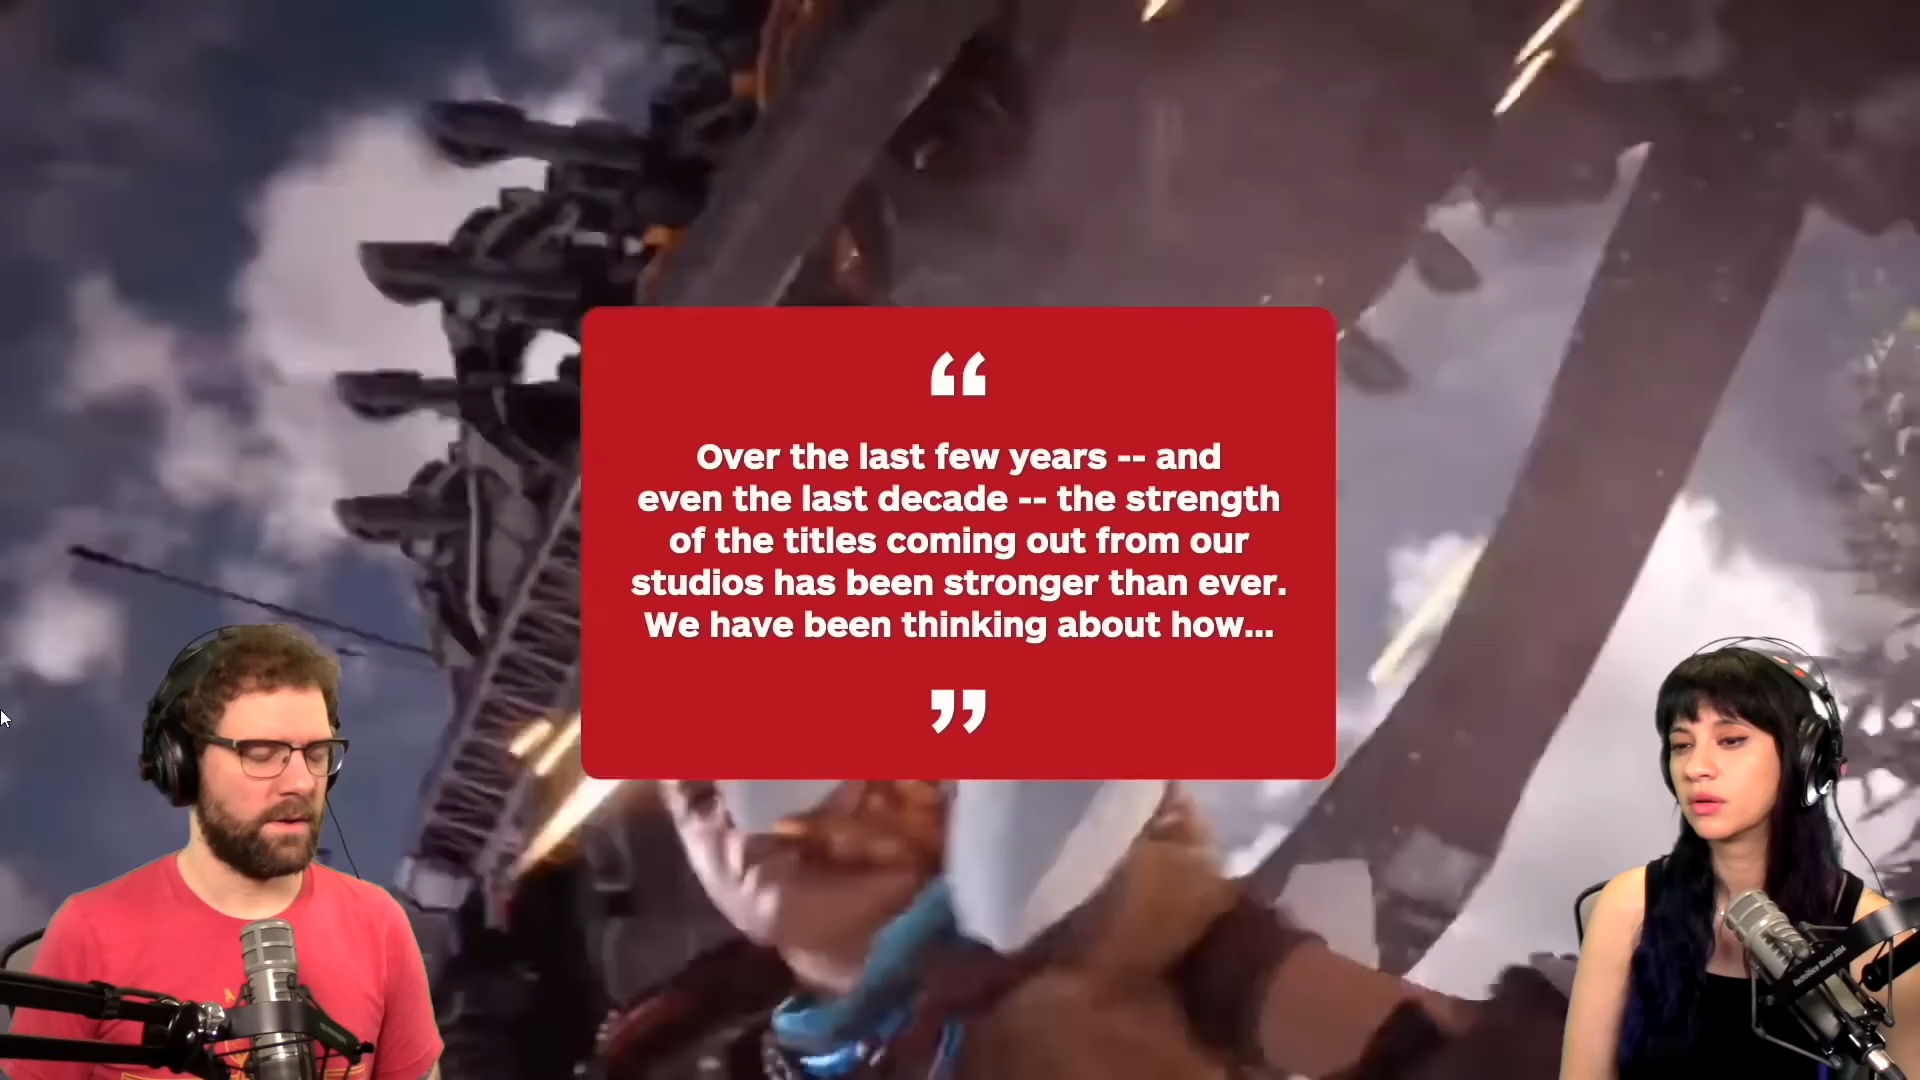 “
Over the last few years -- and
even the last decade -- the strength
of the titles coming out from our
studios has been stronger than ever.
We have been thinking about how...
”